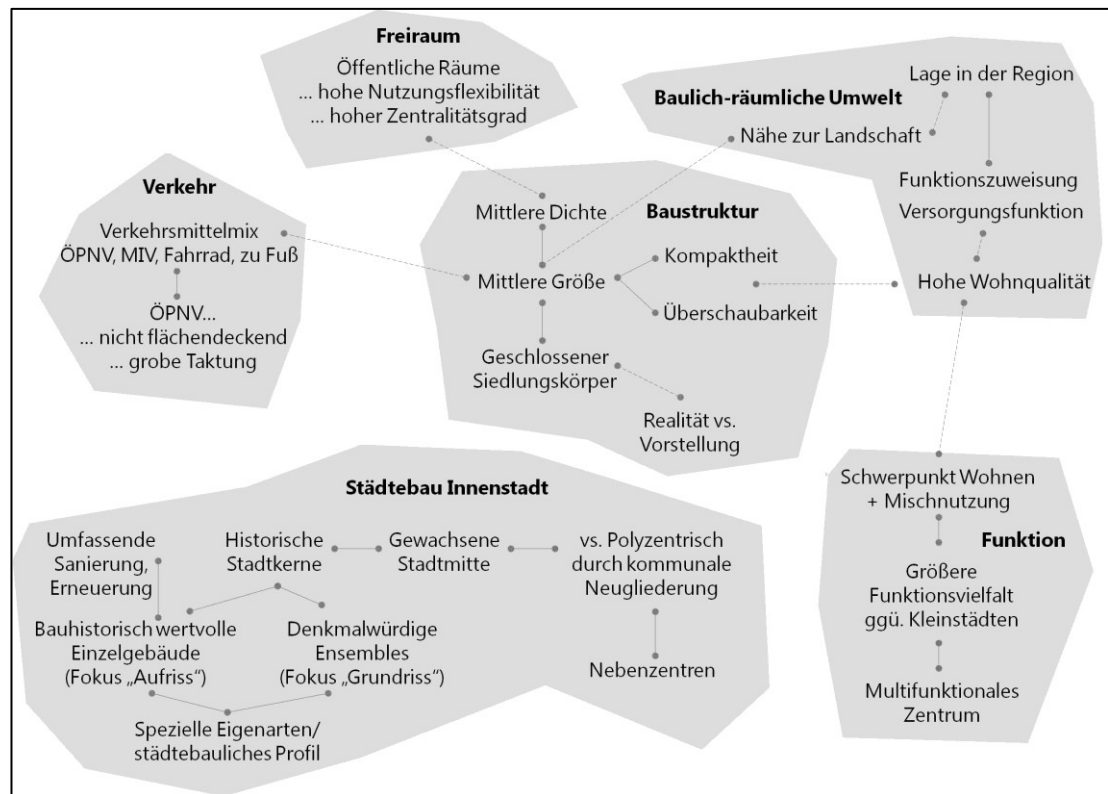 Freiraum
Öffentliche Räume
... hohe Nutzungsflexibilität
... hoher Zentralitätsgrad
Baulich-räumliche Umwelt
Lage in der Region
Nähe zur Landschaft
Funktionszuweisung
Versorgungsfunktion
Hohe Wohnqualität
Verkehr
Verkehrsmittelmix
ÖPNV, MIV, Fahrrad, zu Fuß
ÖPNV...
... nicht flächendeckend
... grobe Taktung
Baustruktur
Mittlere Dichte
Mittlere Größe
Kompaktheit
Überschaubarkeit
Geschlossener
Siedlungskörper
Realität vs.
Vorstellung
Städtebau Innenstadt
Umfassende
Sanierung,
Erneuerung
Historische
Stadtkerne
Gewachsene
Stadtmitte
vs. Polyzentrisch
durch kommunale
Neugliederung
Bauhistorisch wertvolle
Einzelgebäude
(Fokus „Aufriss“)
Denkmalwürdige
Ensembles
(Fokus „Grundriss“)
Nebenzentren
Spezielle Eigenarten/
städtebauliches Profil
Schwerpunkt Wohnen
+ Mischnutzung
Funktion
Größere
Funktionsvielfalt
ggü. Kleinstädten
Multifunktionales
Zentrum